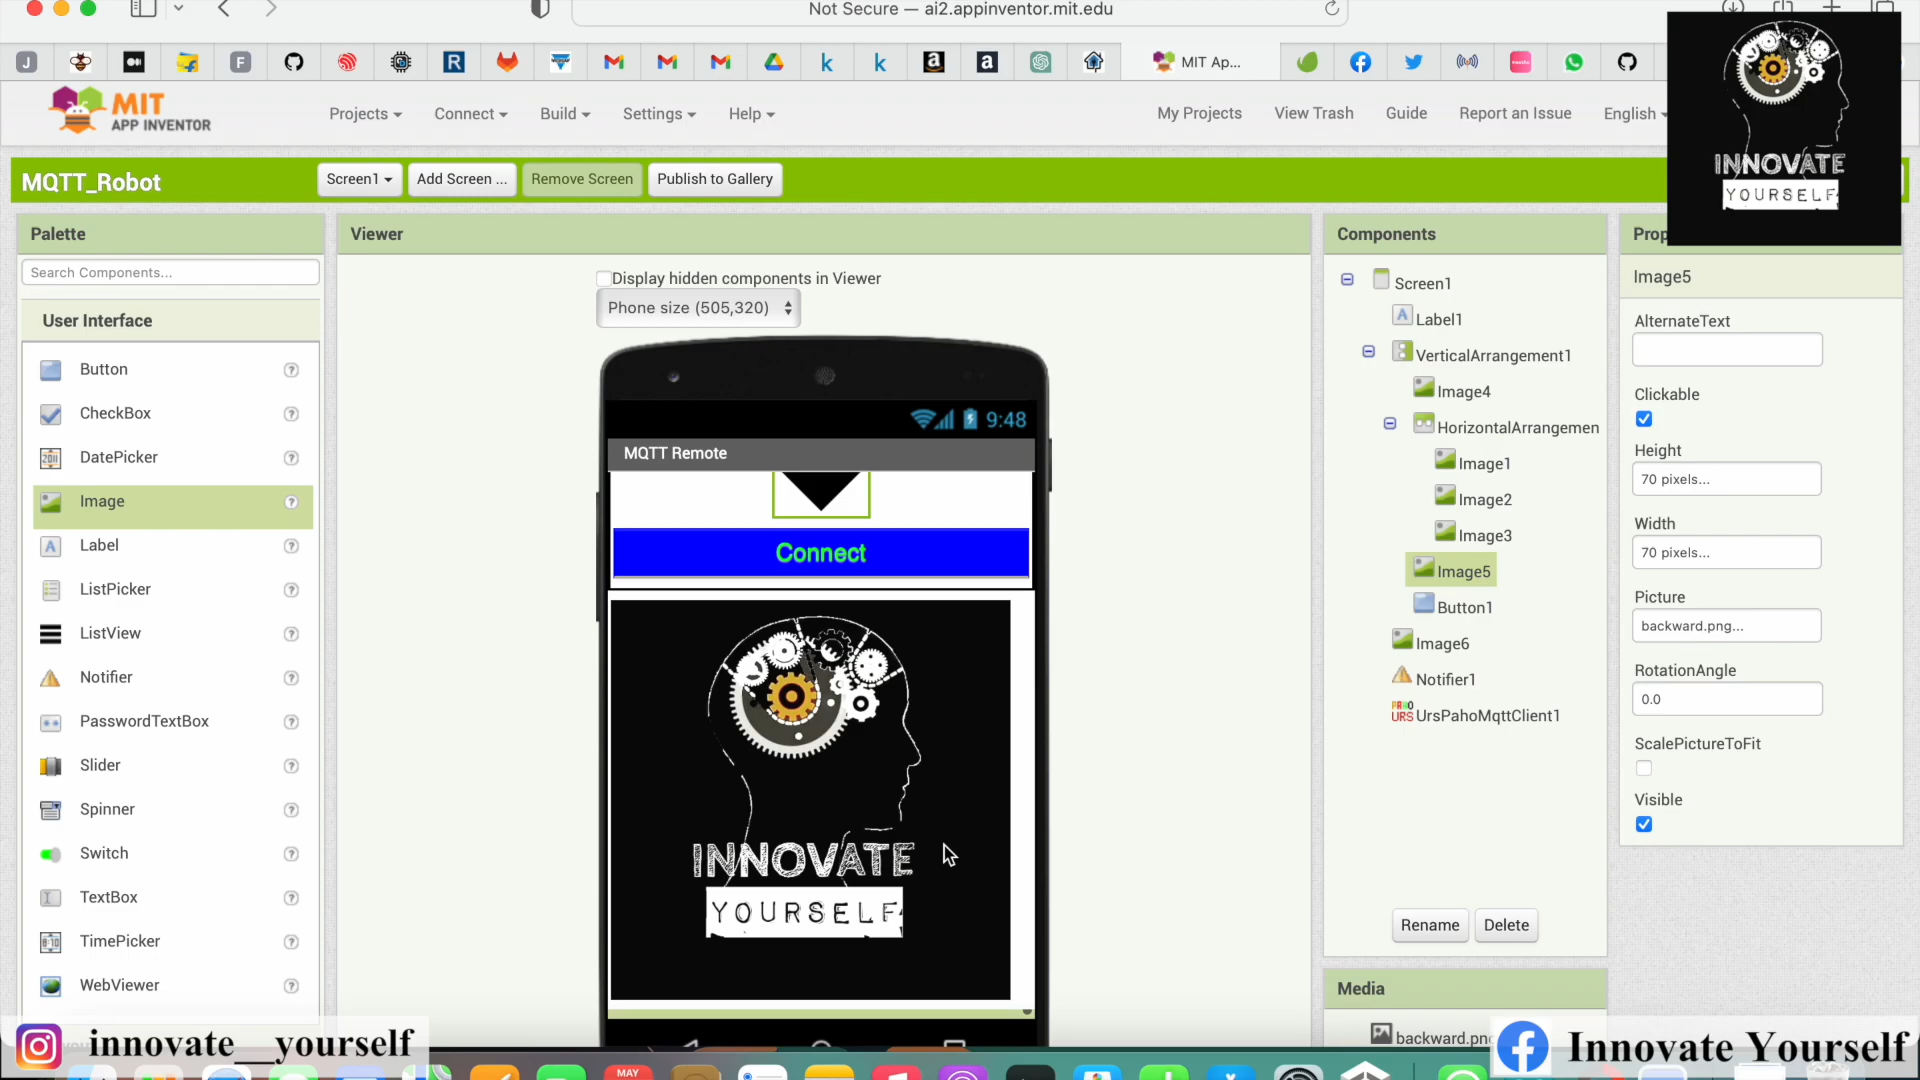 Not Secure — ai2.appinventor.mit.edu
MIT Ap...
MIT
APP INVENTOR
Projects
Connect
Build
Settings
Help
My Projects
View Trash
Guide
Report an Issue
English
INNOVATE
YOURSELF
MQTT_Robot
Screen1
Add Screen ...
Remove Screen
Publish to Gallery
Palette
Search Components...
User Interface
Button
CheckBox
DatePicker
Image
Label
ListPicker
ListView
Notifier
PasswordTextBox
Slider
Spinner
Switch
TextBox
TimePicker
WebViewer
Viewer
Display hidden components in Viewer
Phone size (505,320)
9:48
MQTT Remote
Connect
INNOVATE
YOURSELF
Components
Screen1
Label1
VerticalArrangement1
Image4
HorizontalArrangemen
Image1
Image2
Image3
Image5
Button1
Image6
Notifier1
UrsPahoMqttClient1
Rename
Delete
Media
backward.png
Prop
Image5
AlternateText
Clickable
Height
70 pixels...
Width
70 pixels...
Picture
backward.png...
RotationAngle
0.0
ScalePictureToFit
Visible
innovate__yourself
Innovate Yourself
MAY